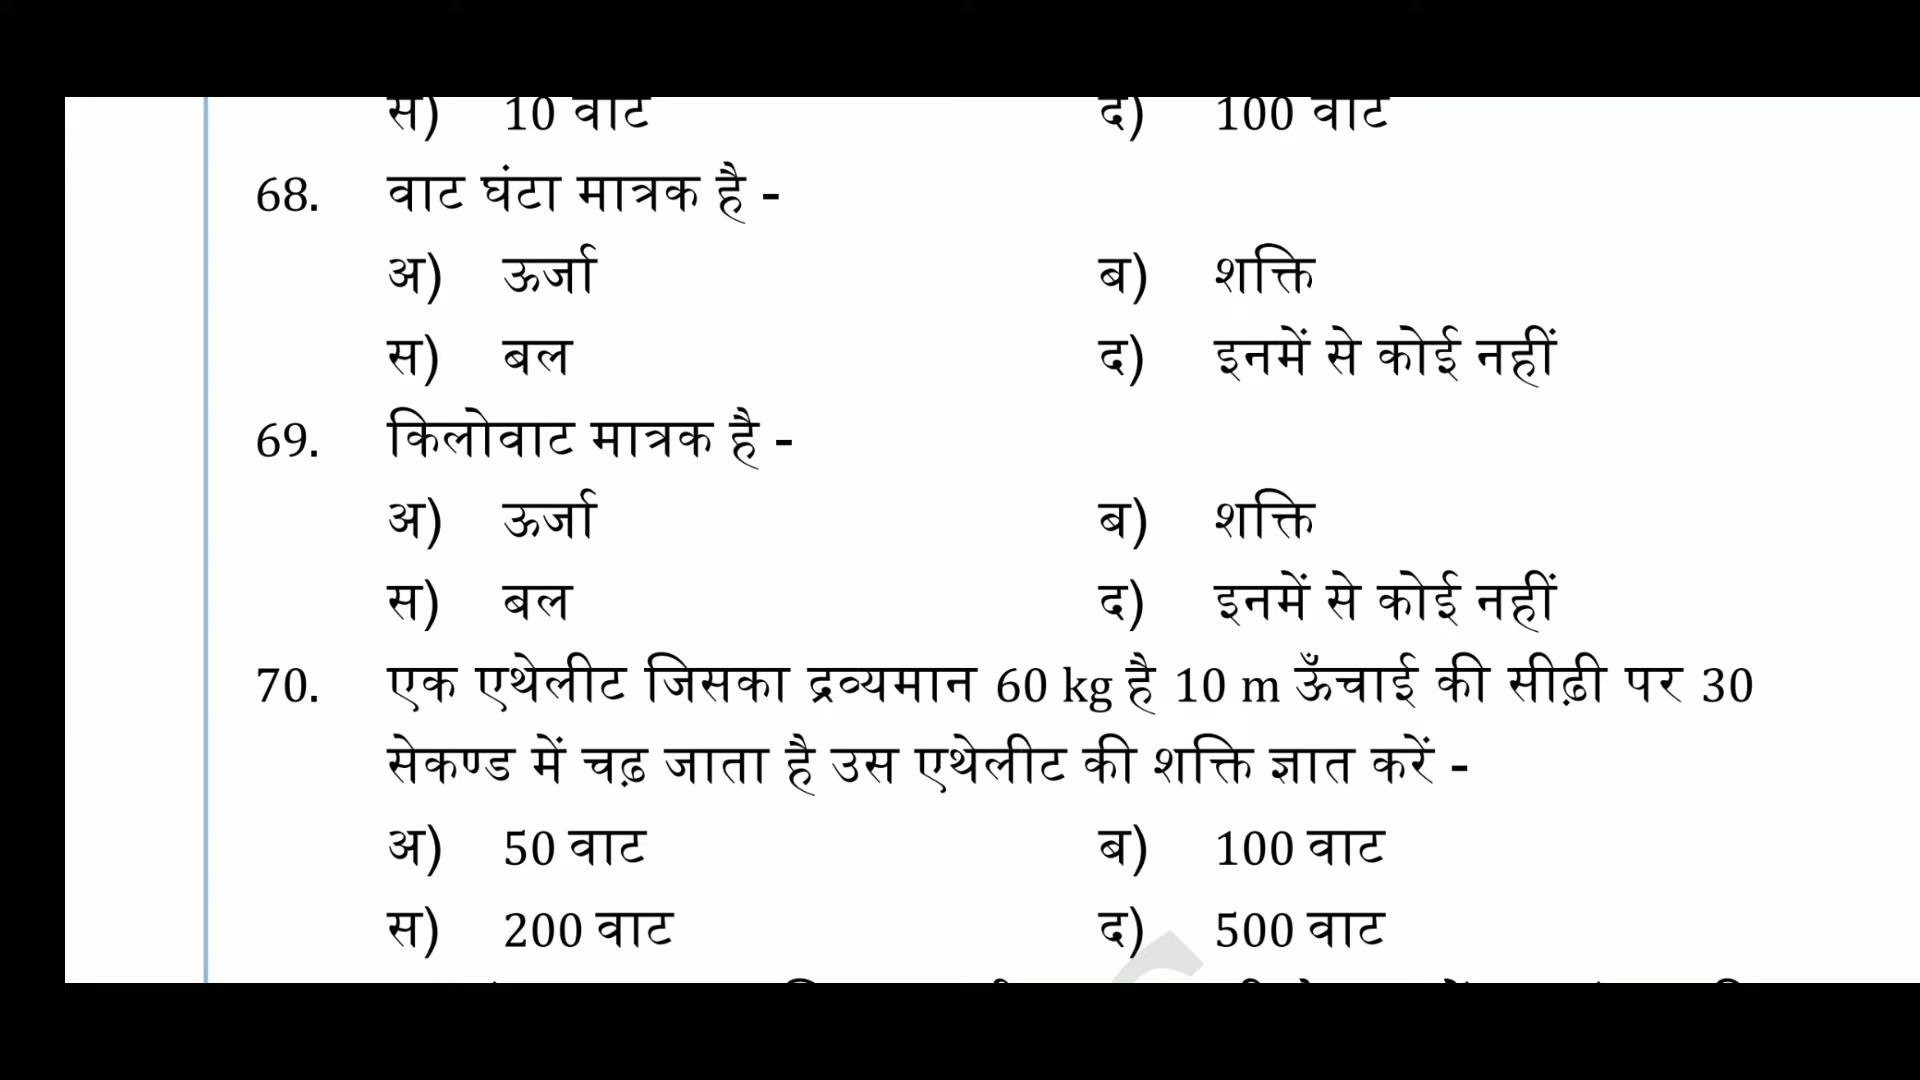 स) 10 वाट द) 100 वाट
68. वाट घंटा मात्रक है -
अ) ऊर्जा ब) शक्ति
स) बल द) इनमें से कोई नहीं
69. किलोवाट मात्रक है -
अ) ऊर्जा ब) शक्ति
स) बल द) इनमें से कोई नहीं
70. एक एथेलीट जिसका द्रव्यमान 60 kg है 10 m ऊँचाई की सीढ़ी पर 30
सेकण्ड में चढ़ जाता है उस एथेलीट की शक्ति ज्ञात करें -
अ) 50 वाट ब) 100 वाट
स) 200 वाट द) 500 वाट